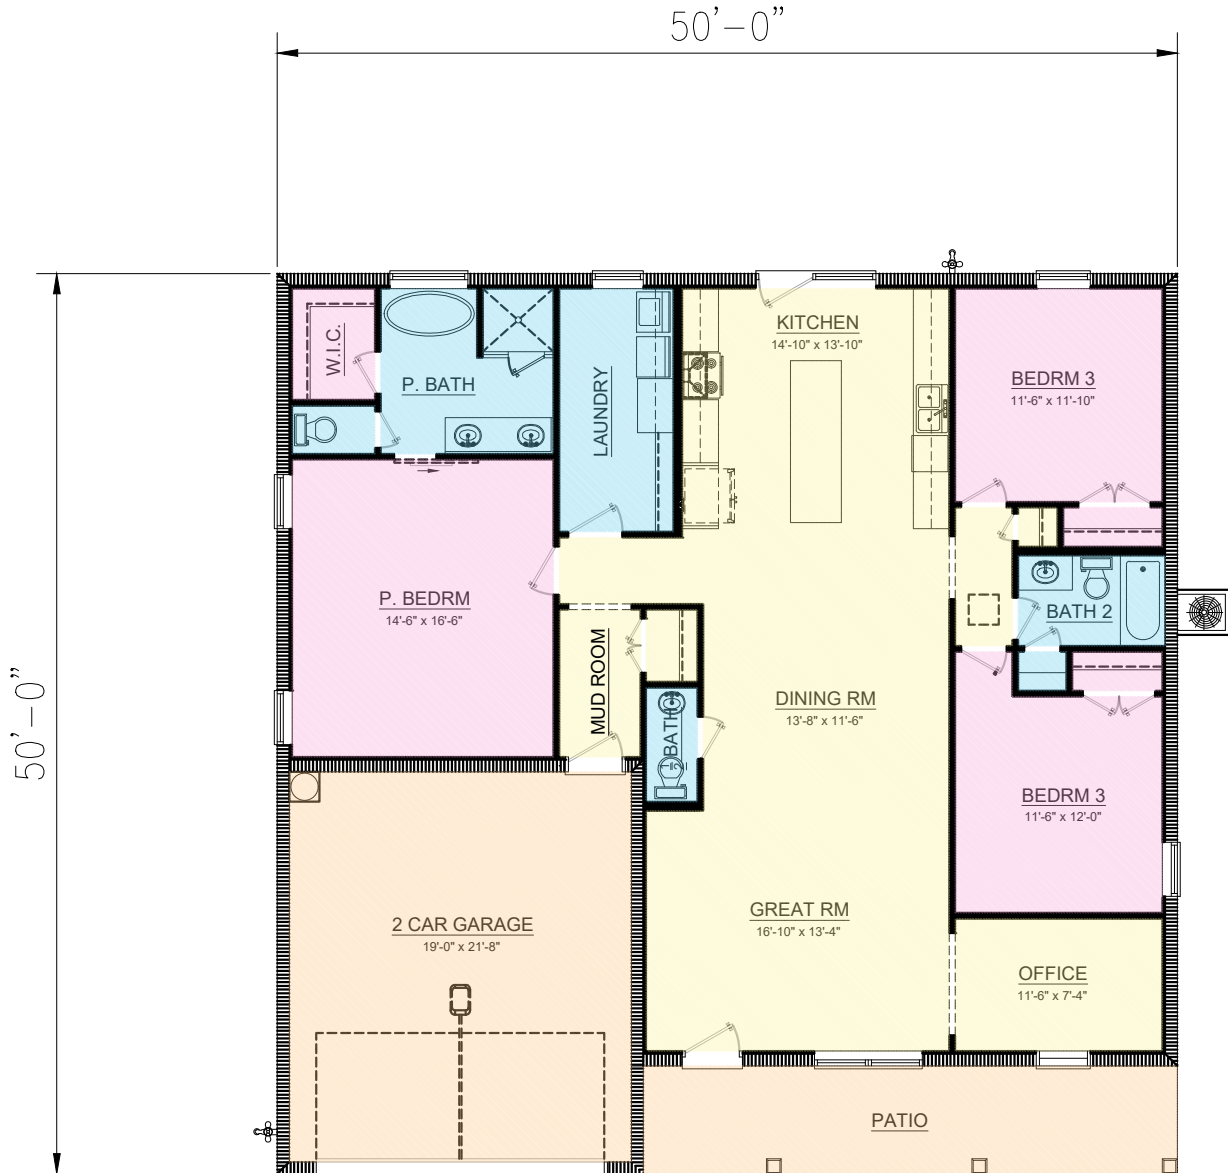 50'-0"
KITCHEN
14'-10" x 13'-10"
W.I.C.
P. BATH
LAUNDRY
BEDRM 3
11'-6" x 11'-10"
P. BEDRM
14'-6" x 16'-6"
BATH 2
MUD ROOM
1/2 BATH
DINING RM
13'-8" x 11'-6"
50'-0"
BEDRM 3
11'-6" x 12'-0"
2 CAR GARAGE
19'-0" x 21'-8"
GREAT RM
16'-10" x 13'-4"
OFFICE
11'-6" x 7'-4"
PATIO